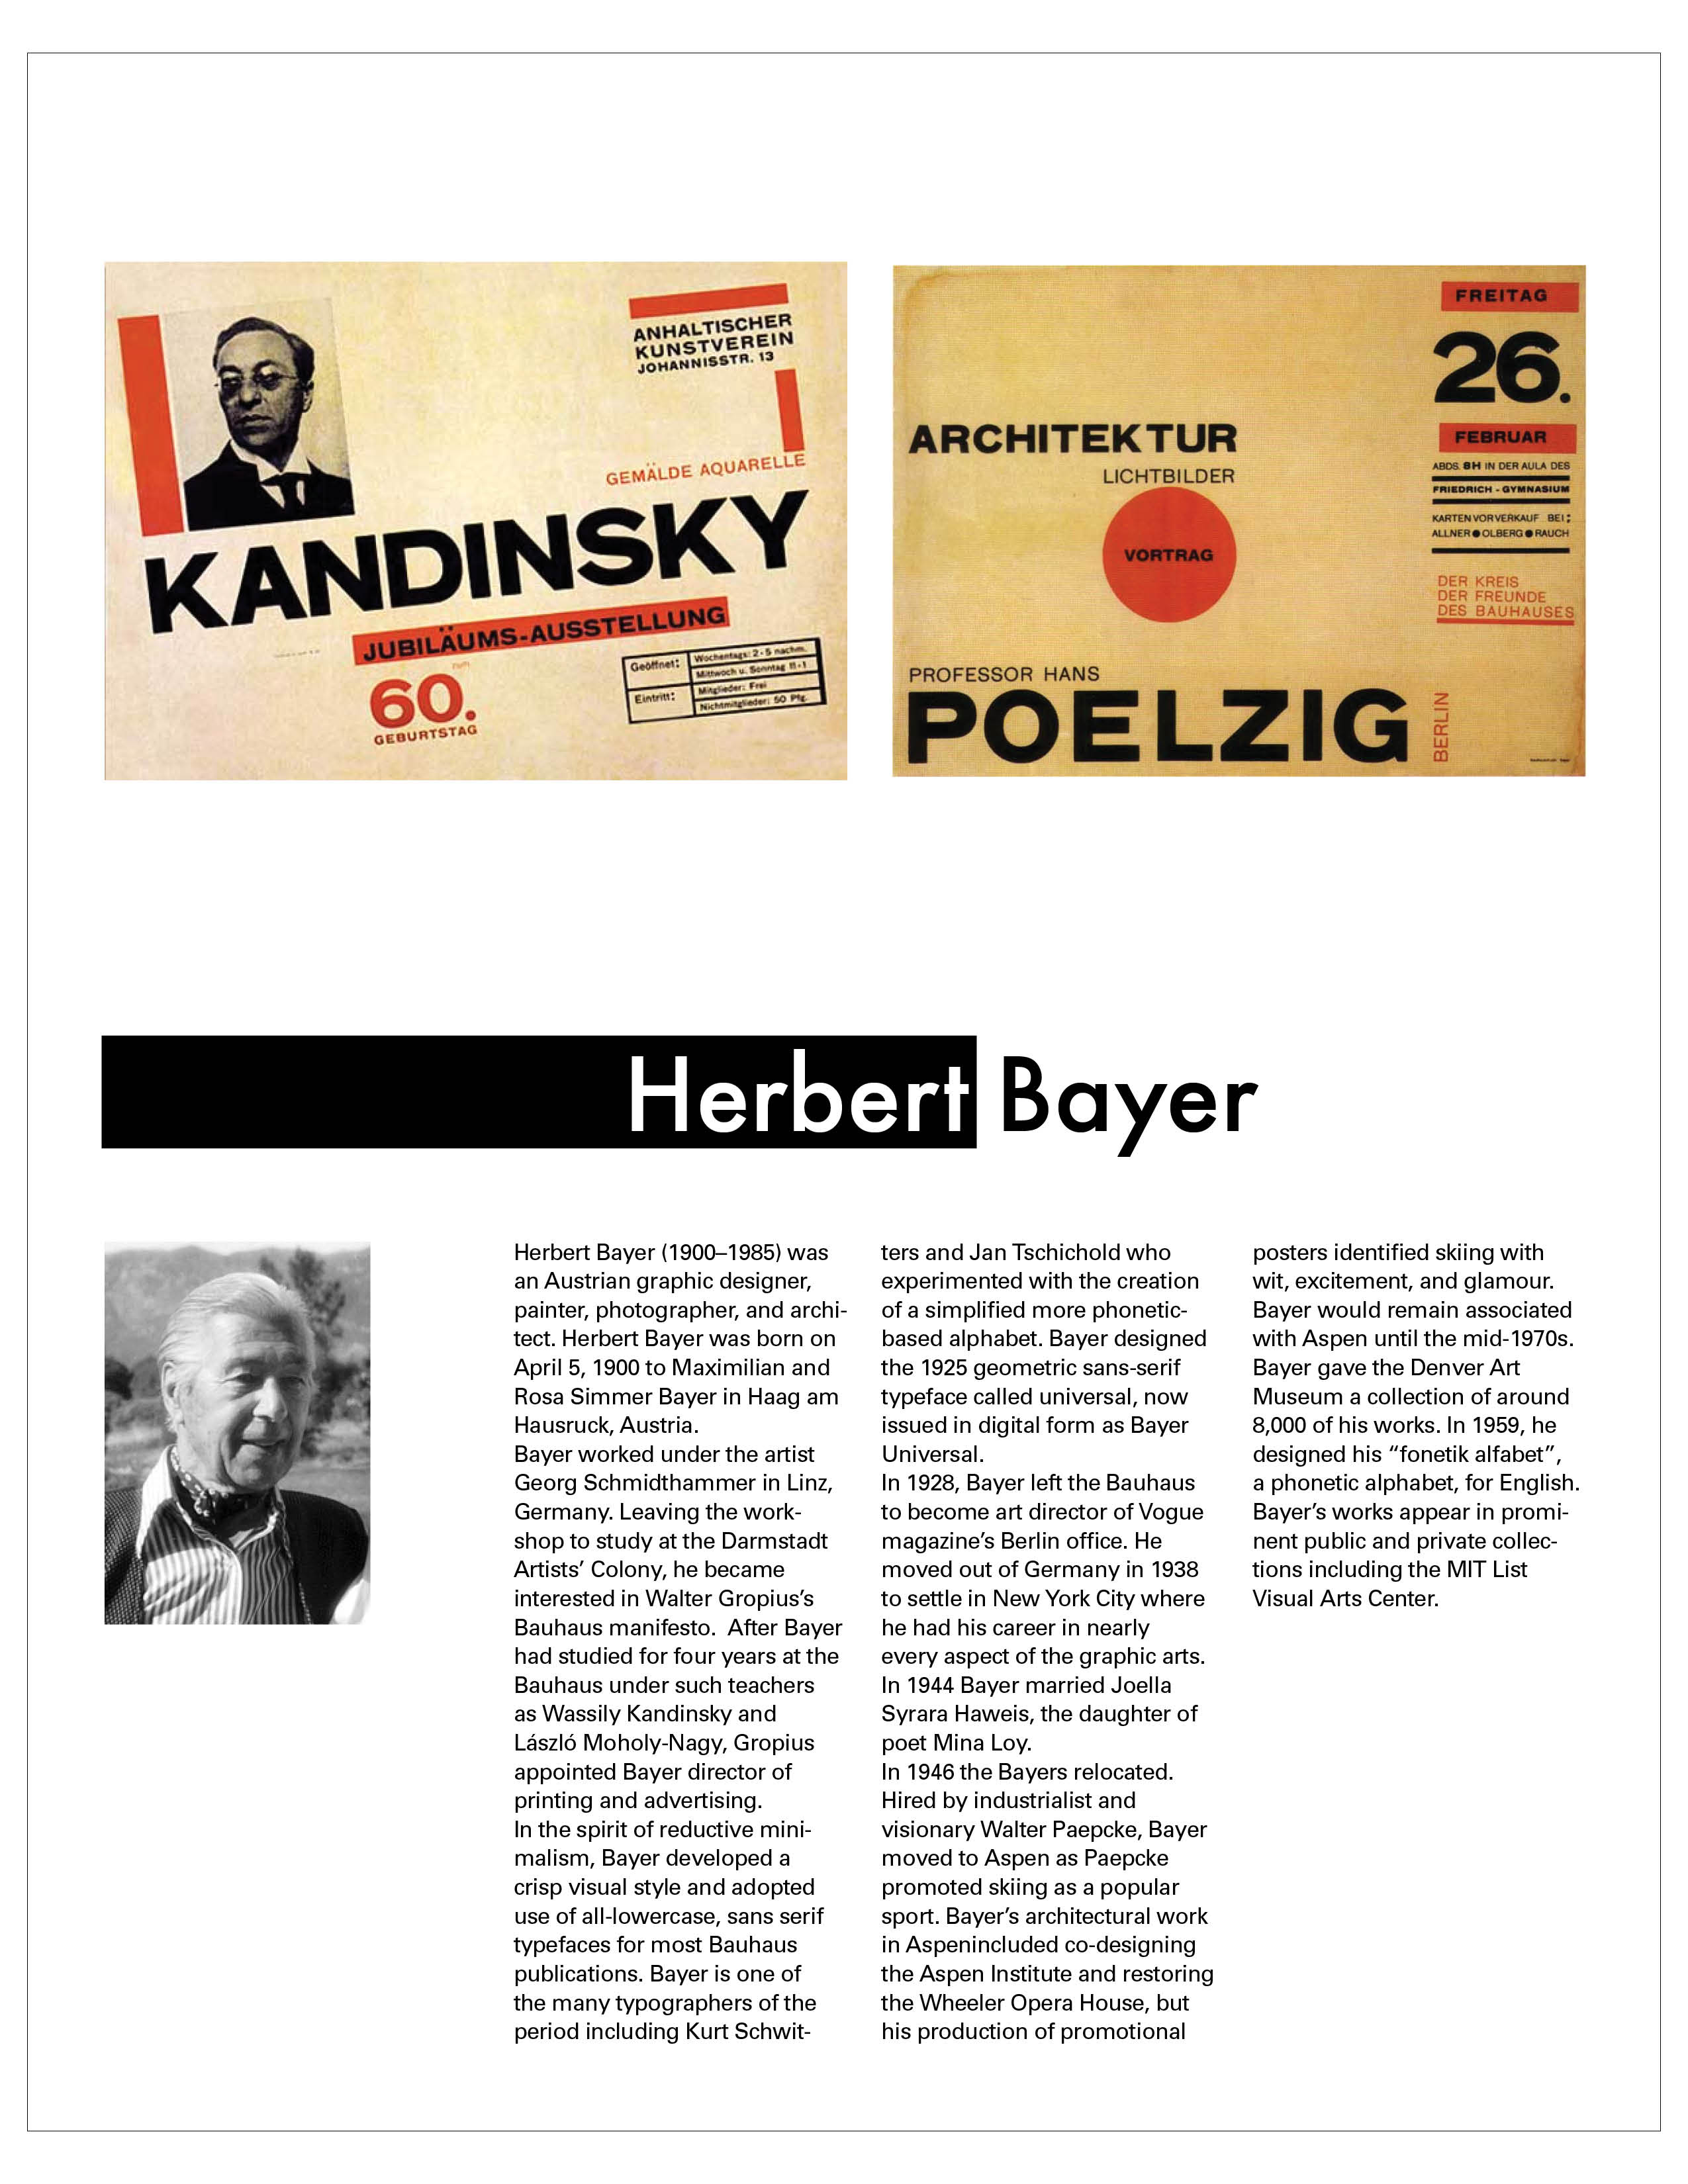 ANHALTISCHER
KUNSTVEREIN
JOHANNISSTR. 13
GEMÄLDE AQUARELLE
KANDINSKY
JUBILÄUMS-AUSSTELLUNG
zum
60.
GEBURTSTAG
Geöffnet: Wochentags: 2-5 nachm.
Mittwoch u. Sonntag 11-1
Eintritt: Mitglieder: Frei
Nichtmitglieder: 50 Pfg.
ARCHITEKTUR
LICHTBILDER
VORTRAG
PROFESSOR HANS
POELZIG
BERLIN
FREITAG
26.
FEBRUAR
ABDS. 8H IN DER AULA DES
FRIEDRICH - GYMNASIUM
KARTENVORVERKAUF BEI:
ALLNER ● OLBERG ● RAUCH
DER KREIS
DER FREUNDE
DES BAUHAUSES
Herbert Bayer
Herbert Bayer (1900–1985) was
an Austrian graphic designer,
painter, photographer, and archi-
tect. Herbert Bayer was born on
April 5, 1900 to Maximilian and
Rosa Simmer Bayer in Haag am
Hausruck, Austria.
Bayer worked under the artist
Georg Schmidthammer in Linz,
Germany. Leaving the work-
shop to study at the Darmstadt
Artists’ Colony, he became
interested in Walter Gropius’s
Bauhaus manifesto.  After Bayer
had studied for four years at the
Bauhaus under such teachers
as Wassily Kandinsky and
László Moholy-Nagy, Gropius
appointed Bayer director of
printing and advertising.
In the spirit of reductive mini-
malism, Bayer developed a
crisp visual style and adopted
use of all-lowercase, sans serif
typefaces for most Bauhaus
publications. Bayer is one of
the many typographers of the
period including Kurt Schwit-
ters and Jan Tschichold who
experimented with the creation
of a simplified more phonetic-
based alphabet. Bayer designed
the 1925 geometric sans-serif
typeface called universal, now
issued in digital form as Bayer
Universal.
In 1928, Bayer left the Bauhaus
to become art director of Vogue
magazine’s Berlin office. He
moved out of Germany in 1938
to settle in New York City where
he had his career in nearly
every aspect of the graphic arts.
In 1944 Bayer married Joella
Syrara Haweis, the daughter of
poet Mina Loy.
In 1946 the Bayers relocated.
Hired by industrialist and
visionary Walter Paepcke, Bayer
moved to Aspen as Paepcke
promoted skiing as a popular
sport. Bayer’s architectural work
in Aspenincluded co-designing
the Aspen Institute and restoring
the Wheeler Opera House, but
his production of promotional
posters identified skiing with
wit, excitement, and glamour.
Bayer would remain associated
with Aspen until the mid-1970s.
Bayer gave the Denver Art
Museum a collection of around
8,000 of his works. In 1959, he
designed his “fonetik alfabet”,
a phonetic alphabet, for English.
Bayer’s works appear in promi-
nent public and private collec-
tions including the MIT List
Visual Arts Center.